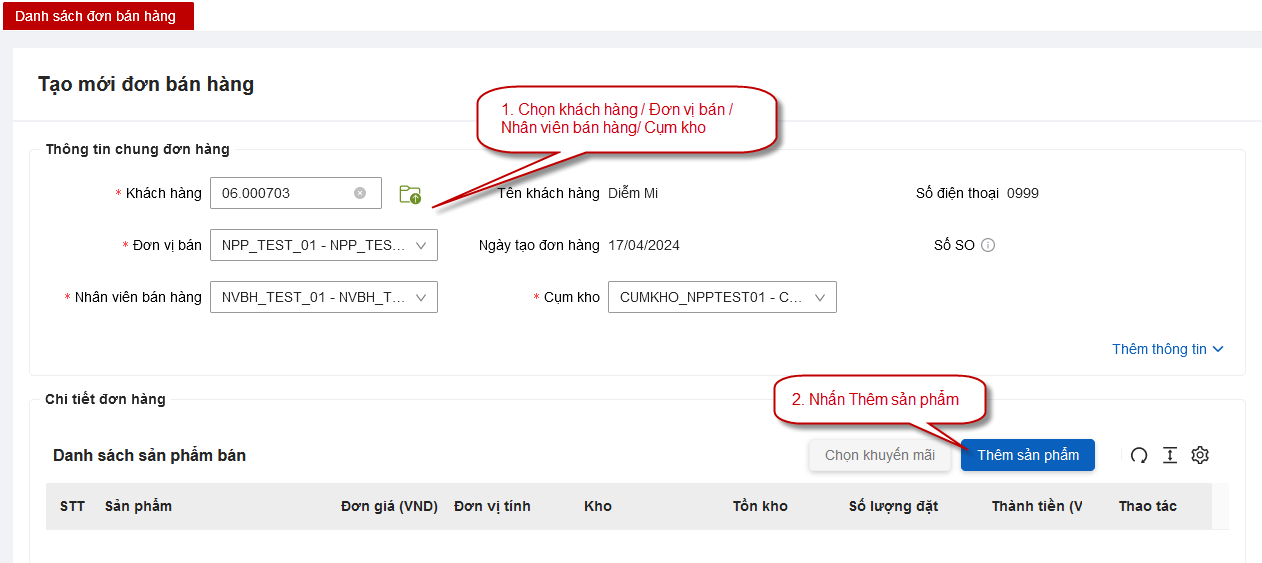 Danh sách đơn bán hàng
Tạo mới đơn bán hàng
1. Chọn khách hàng / Đơn vị bán /
Nhân viên bán hàng/ Cụm kho
Thông tin chung đơn hàng
* Khách hàng 06.000703 Tên khách hàng Diễm Mi Số điện thoại 0999
* Đơn vị bán NPP_TEST_01 - NPP_TES... Ngày tạo đơn hàng 17/04/2024 Số SO
* Nhân viên bán hàng NVBH_TEST_01 - NVBH_T... * Cụm kho CUMKHO_NPPTEST01 - C...
Thêm thông tin
2. Nhấn Thêm sản phẩm
Chi tiết đơn hàng
Danh sách sản phẩm bán Chọn khuyến mãi Thêm sản phẩm
STT Sản phẩm Đơn giá (VND) Đơn vị tính Kho Tồn kho Số lượng đặt Thành tiền (V Thao tác